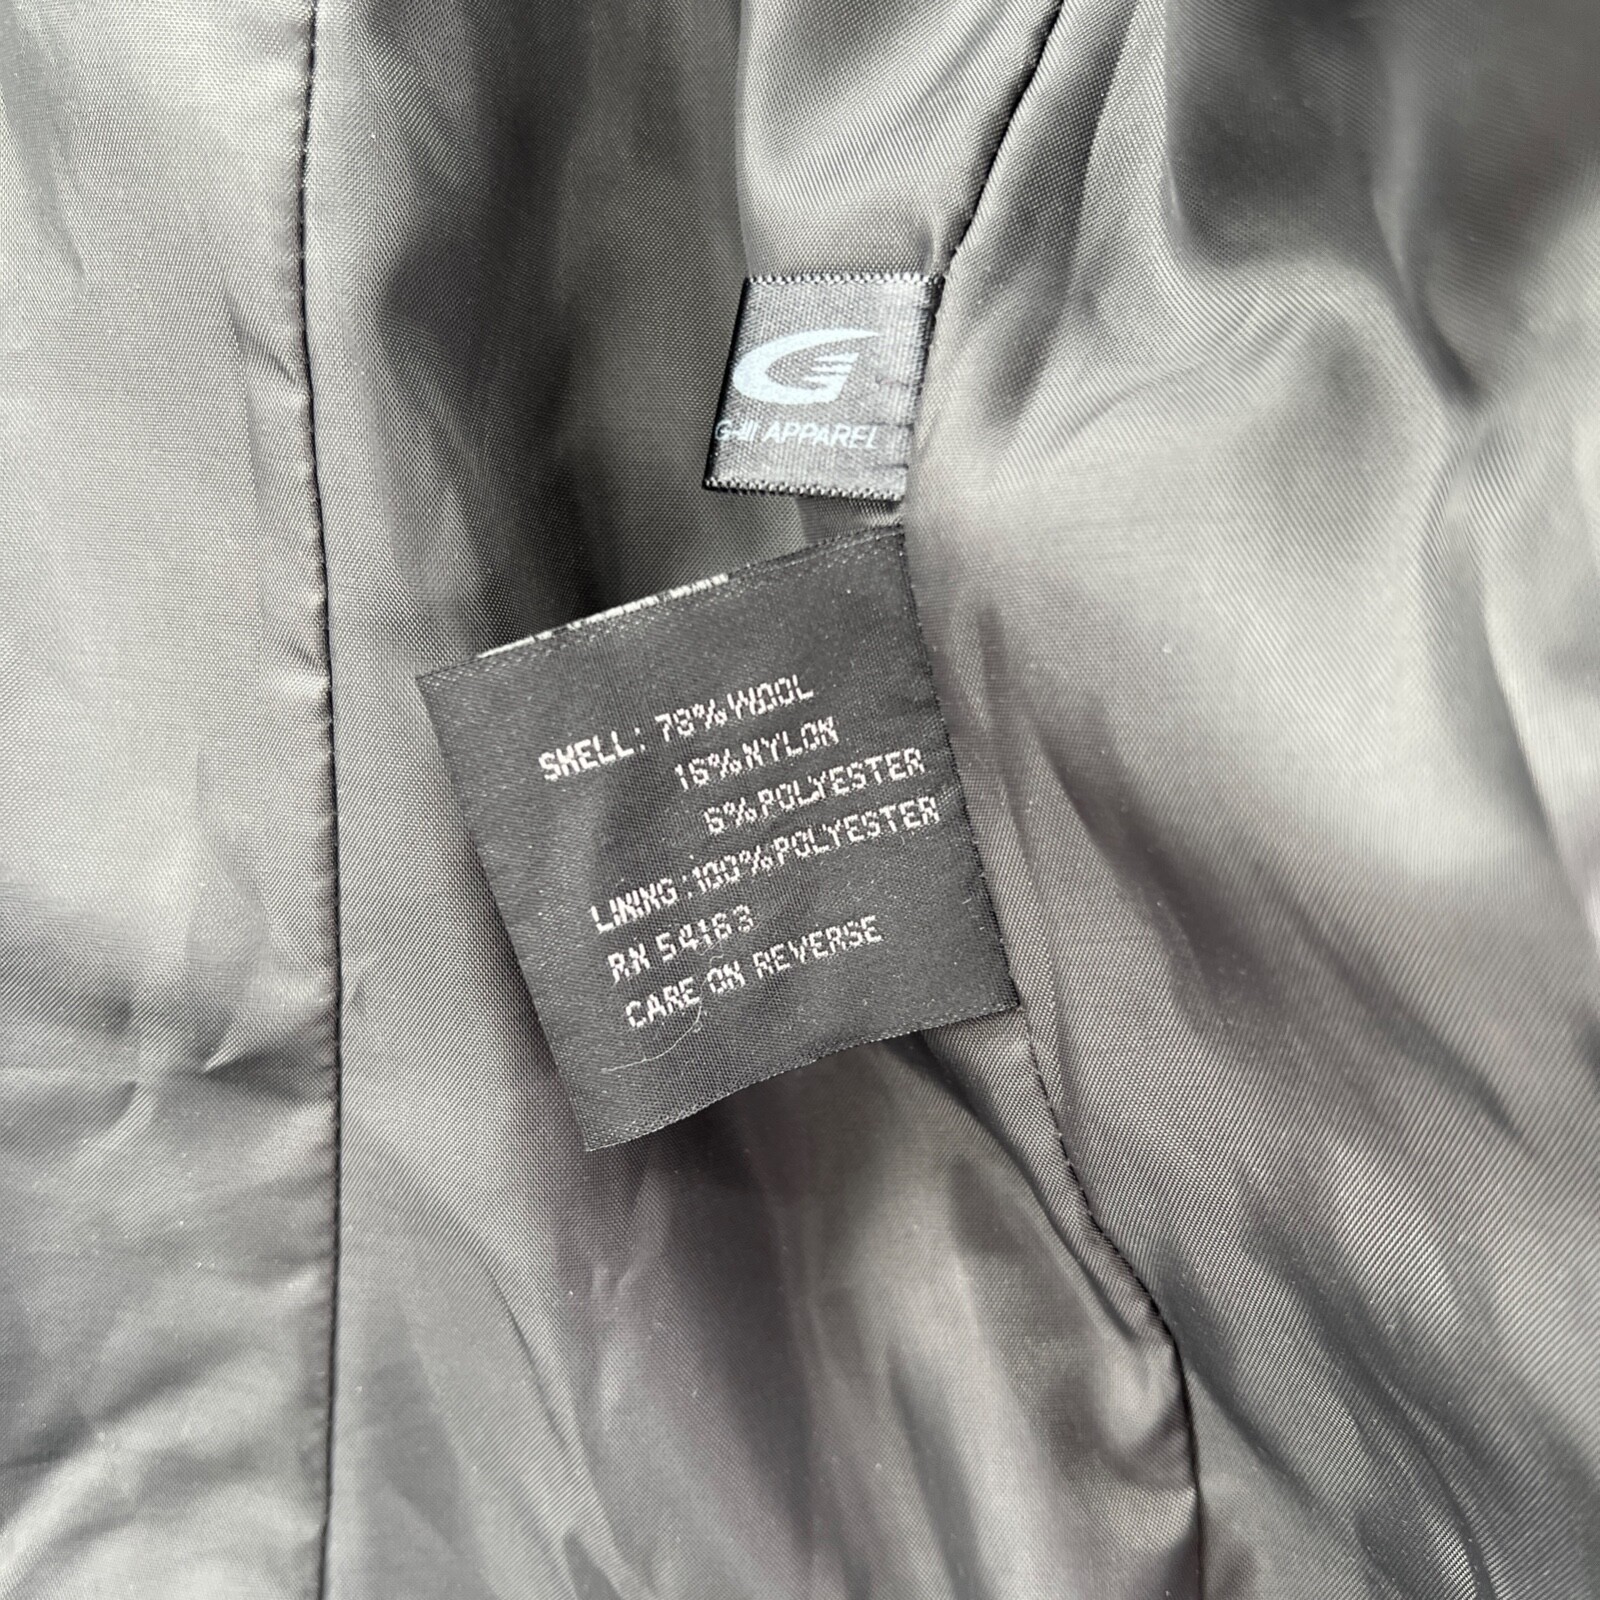 G-III APPAREL
SHELL: 78% WOOL
16% NYLON
6% POLYESTER
LINING: 100% POLYESTER
RN 54163
CARE ON REVERSE